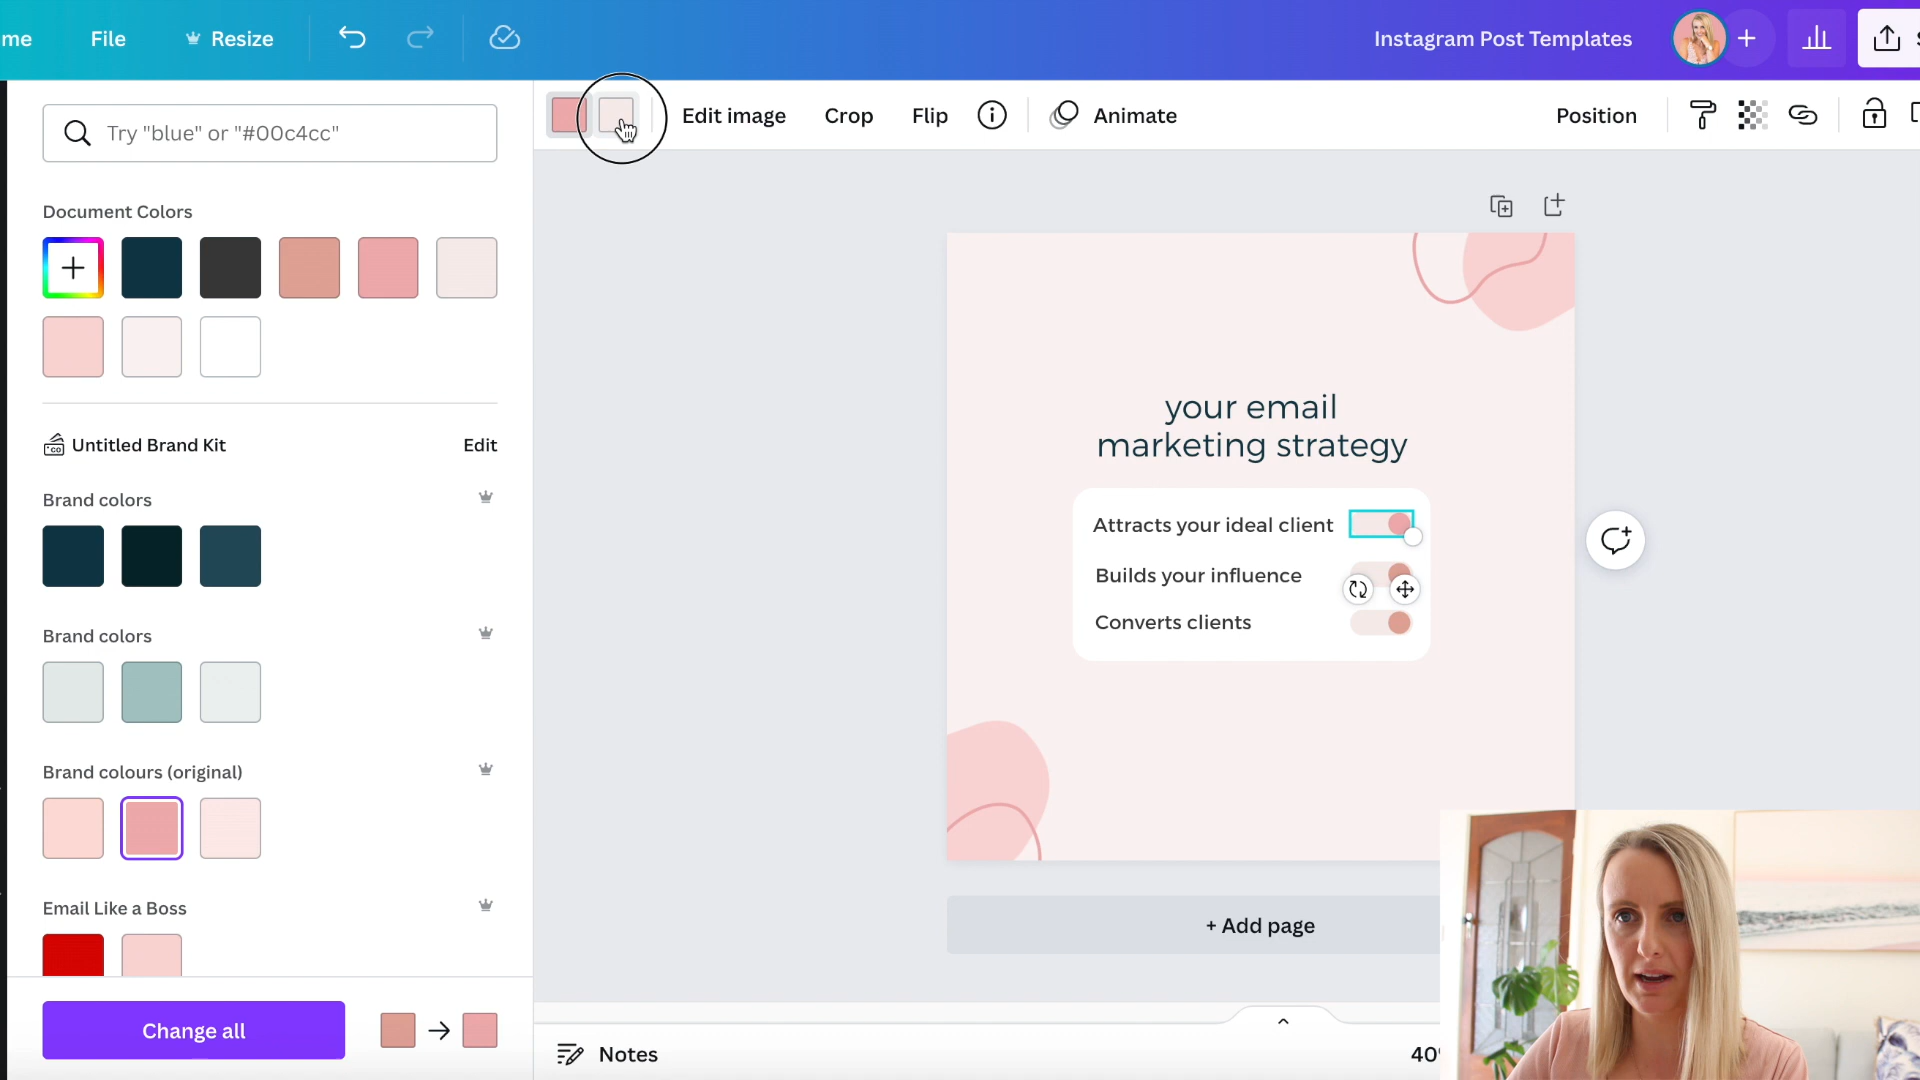 me
File
Resize
Instagram Post Templates
Try "blue" or "#00c4cc"
Edit image
Crop
Flip
Animate
Position
Document Colors
Untitled Brand Kit
Edit
Brand colors
Brand colors
Brand colours (original)
Email Like a Boss
Change all
your email
marketing strategy
Attracts your ideal client
Builds your influence
Converts clients
+ Add page
Notes
40